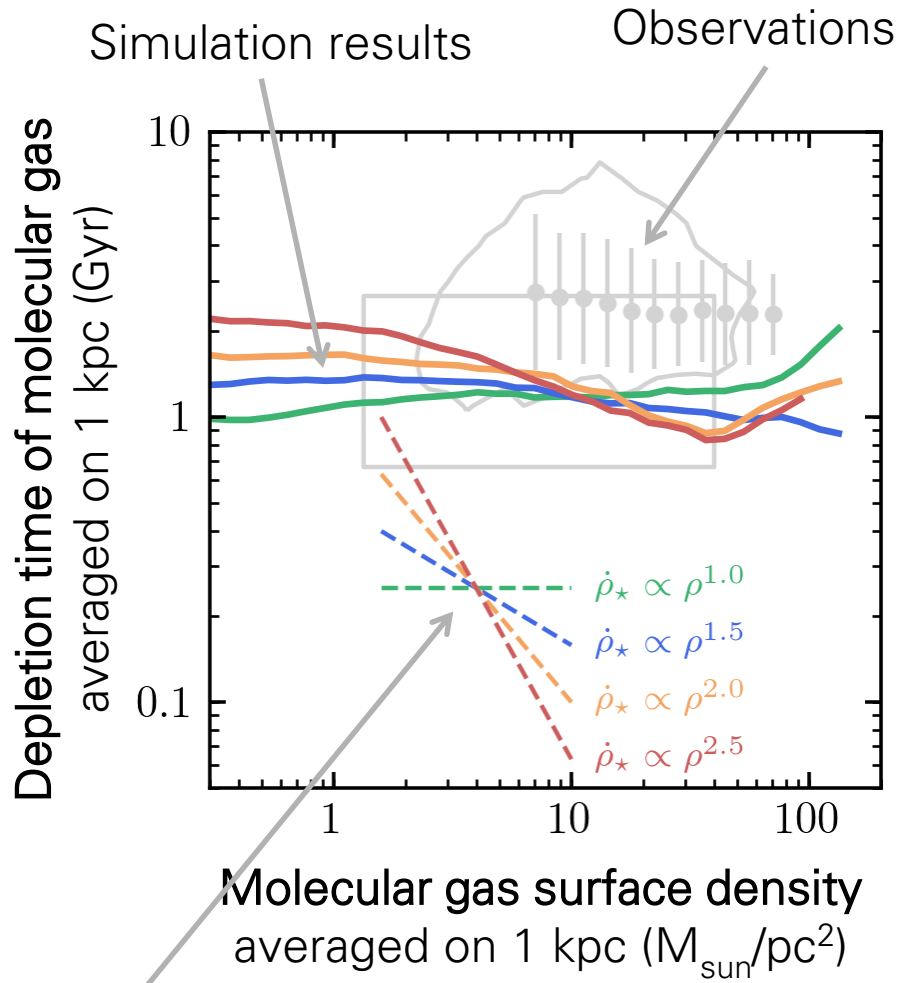 Simulation results
Observations
Depletion time of molecular gas
averaged on 1 kpc (Gyr)
10
1
0.1
ρ̇⋆ ∝ ρ^1.0
ρ̇⋆ ∝ ρ^1.5
ρ̇⋆ ∝ ρ^2.0
ρ̇⋆ ∝ ρ^2.5
1 10 100
Molecular gas surface density
averaged on 1 kpc (M_sun/pc²)